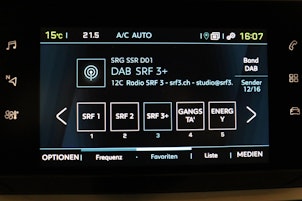 15°C 21.5 A/C AUTO 16:07
SRG SSR D01
DAB SRF 3+
12C Radio SRF 3 - srf3.ch - studio@srf3.
Band
DAB
Sender
12/16
SRF 1 SRF 2 SRF 3+ GANGS
TA' ENERG
Y
1 2 3 4 5
OPTIONEN Frequenz Favoriten Liste MEDIEN
N